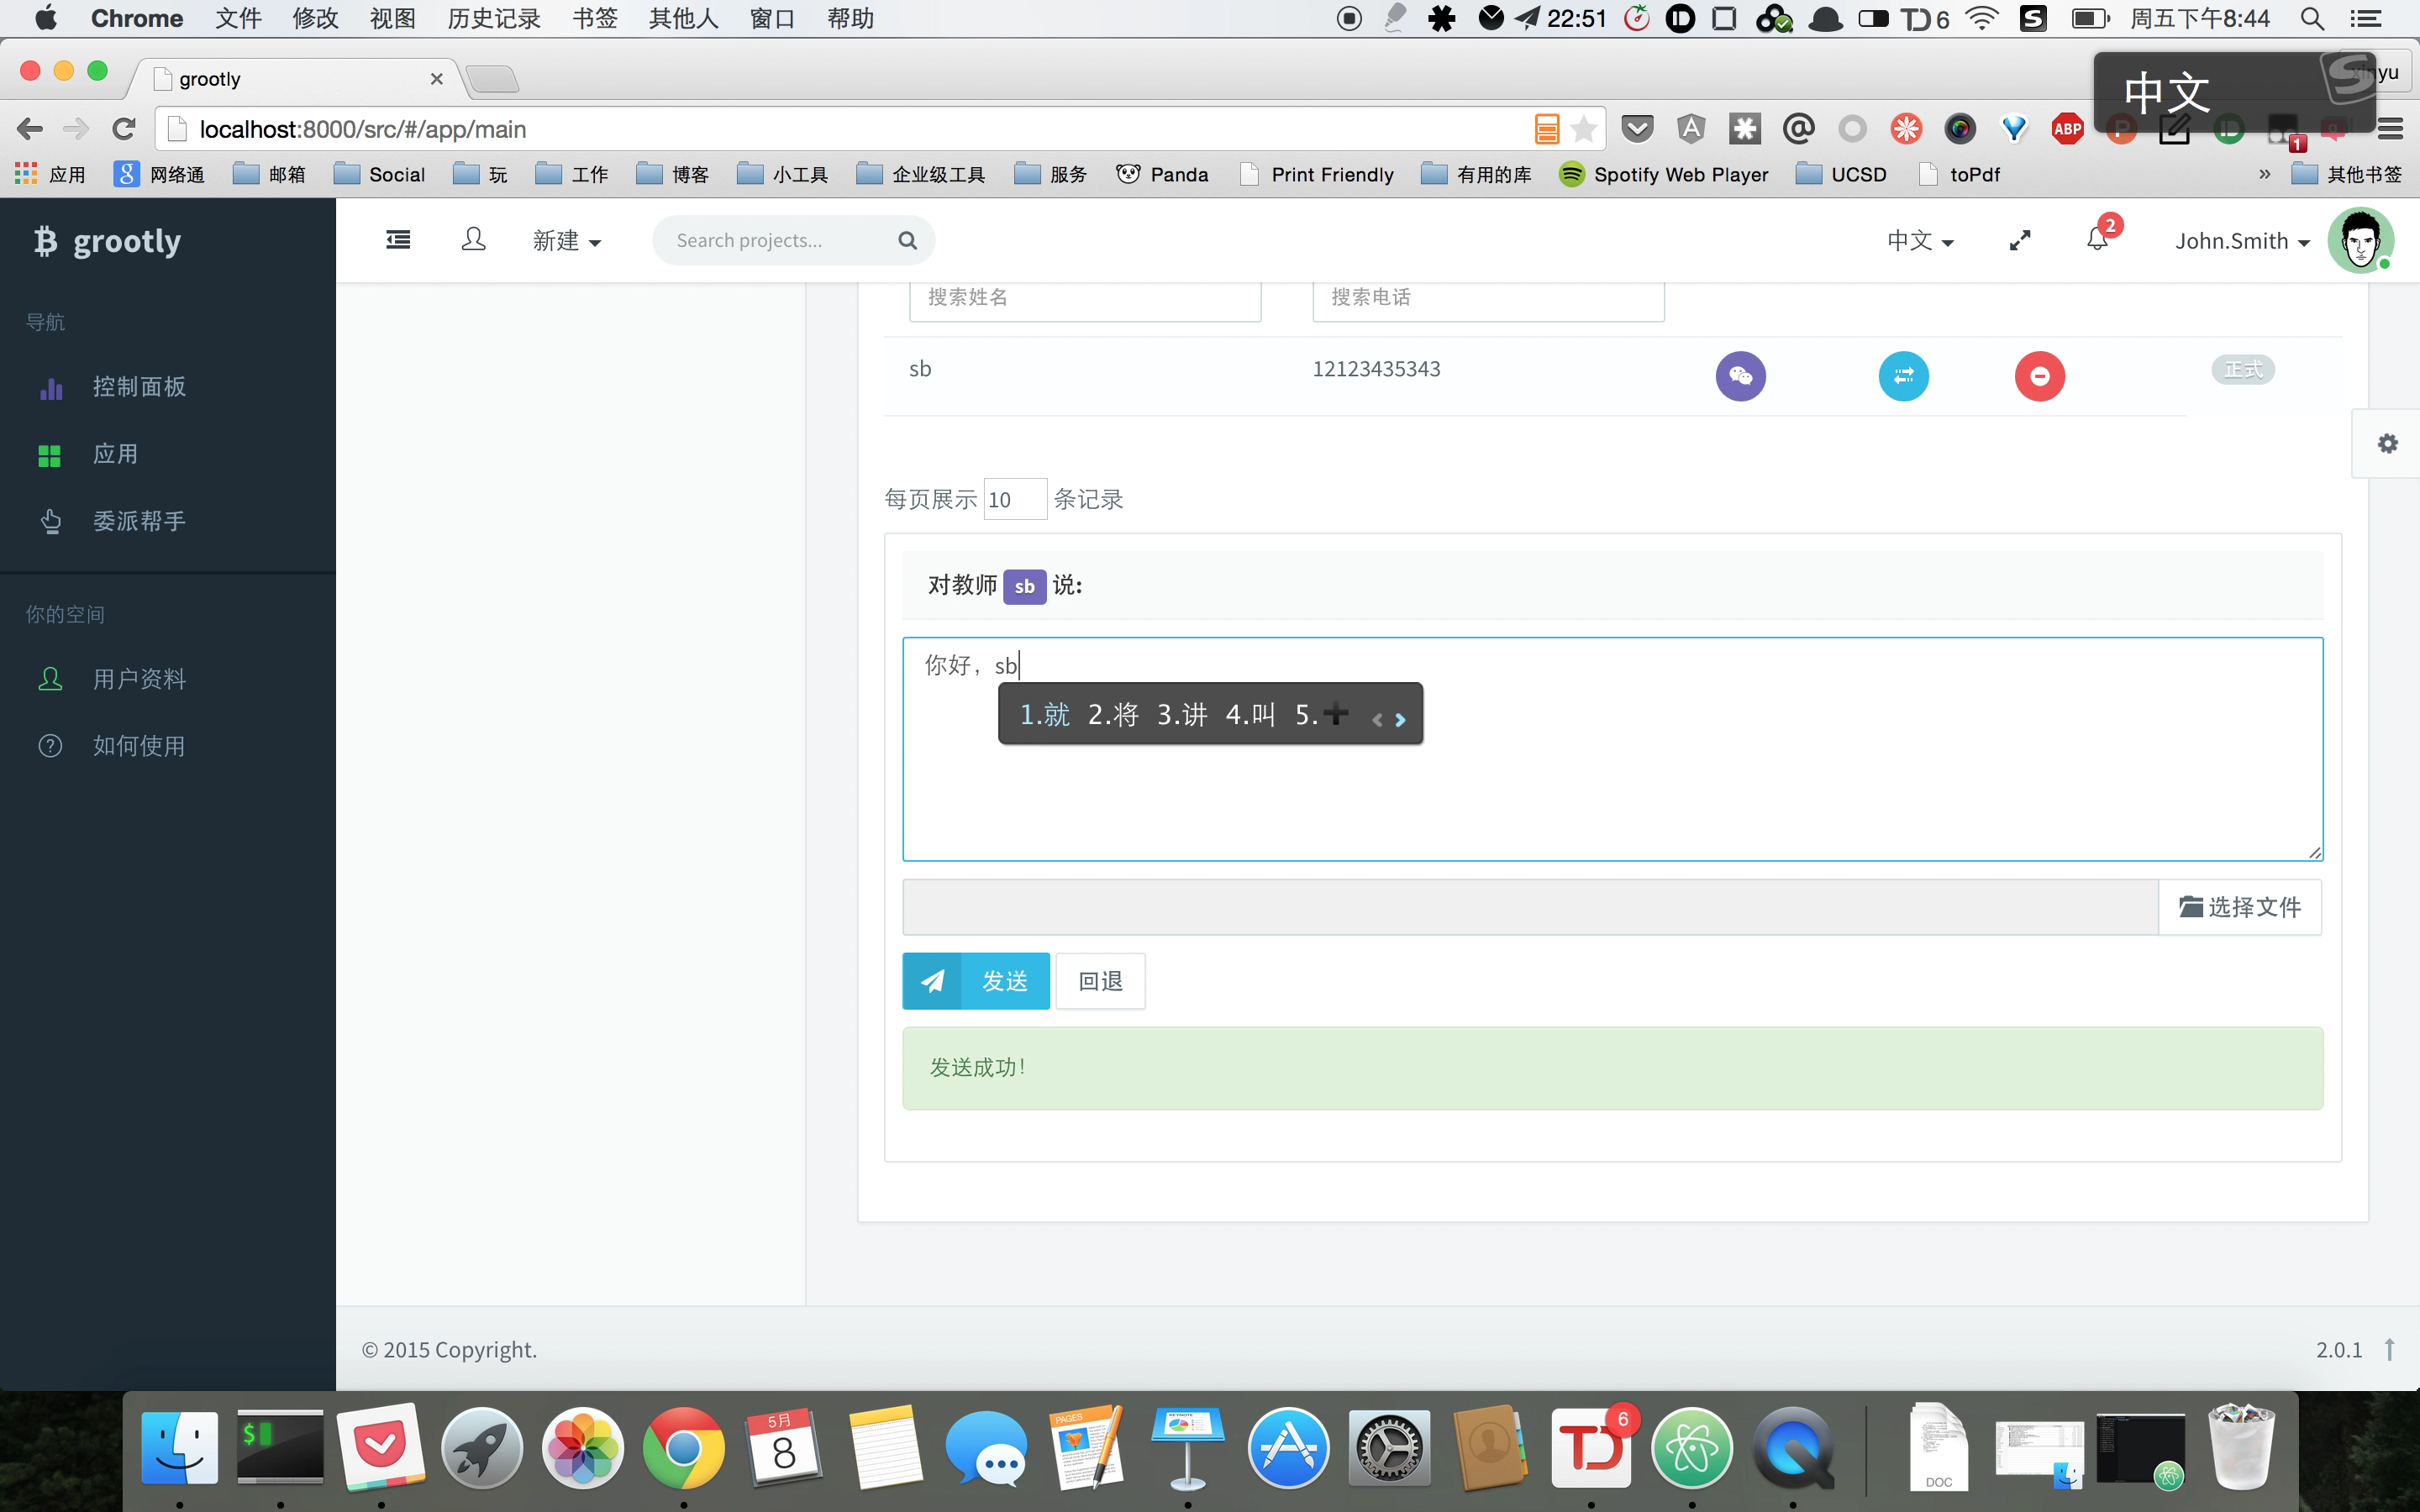 Chrome 文件 修改 视图 历史记录 书签 其他人 窗口 帮助 22:51 6 周五下午8:44
grootly
中文
localhost:8000/src/#/app/main
ABP
1
应用 网络通 邮箱 Social 玩 工作 博客 小工具 企业级工具 服务 Panda Print Friendly 有用的库 Spotify Web Player UCSD toPdf » 其他书签
grootly
新建
Search projects...
中文
2
John.Smith
导航
控制面板
应用
委派帮手
你的空间
用户资料
如何使用
搜索姓名 搜索电话
sb 12123435343 正式
每页展示 10 条记录
对教师 sb 说:
你好，sb
1.就 2.将 3.讲 4.叫 5.➕
选择文件
发送 回退
发送成功!
© 2015 Copyright.
2.0.1
5月
8
PAGES
KEYNOTE
6
DOC